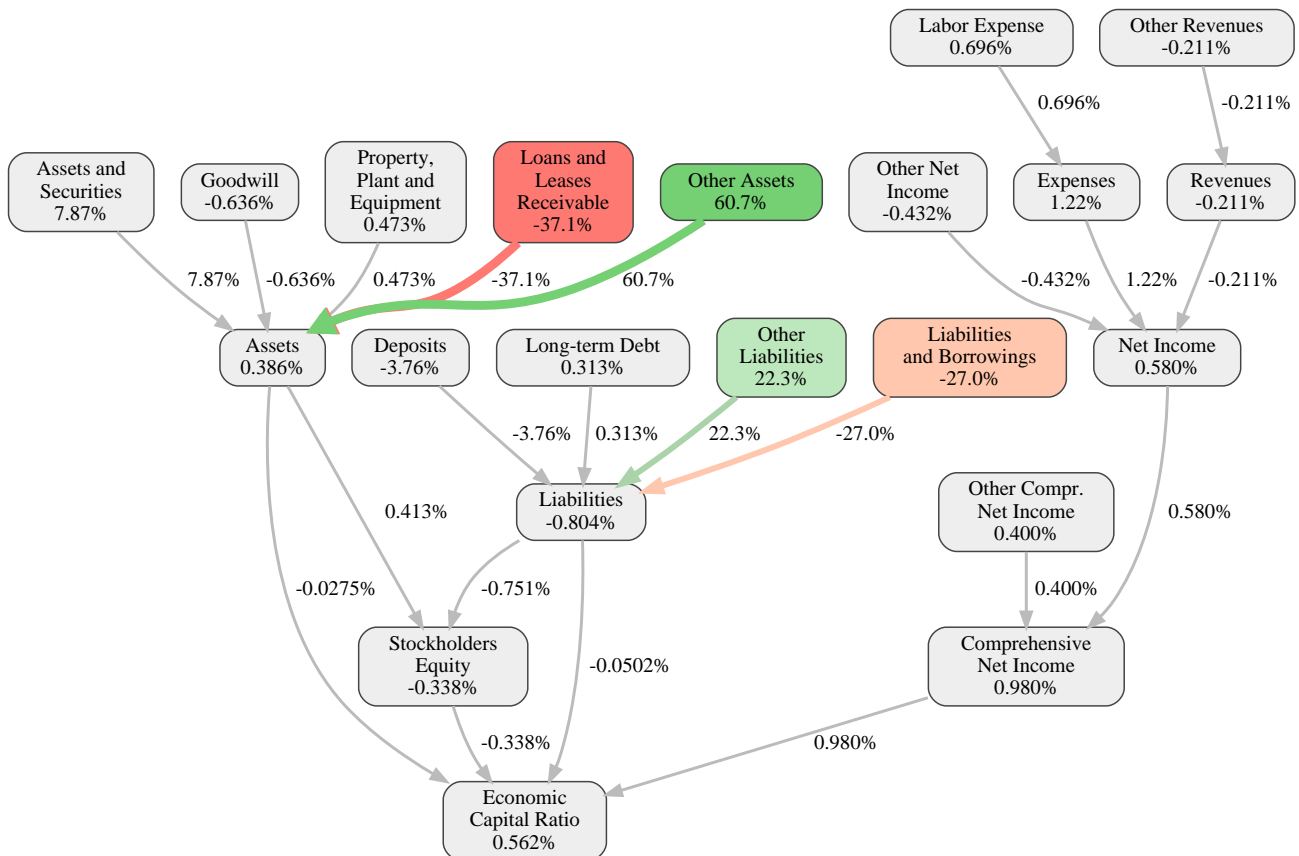 Labor Expense
0.696%
Other Revenues
-0.211%
0.696%
-0.211%
Assets and
Securities
7.87%
Goodwill
-0.636%
Property,
Plant and
Equipment
0.473%
Loans and
Leases
Receivable
-37.1%
Other Assets
60.7%
Other Net
Income
-0.432%
Expenses
1.22%
Revenues
-0.211%
7.87%
-0.636%
0.473%
-37.1%
60.7%
-0.432%
1.22%
-0.211%
Assets
0.386%
Deposits
-3.76%
Long-term Debt
0.313%
Other
Liabilities
22.3%
Liabilities
and Borrowings
-27.0%
Net Income
0.580%
-3.76%
0.313%
22.3%
-27.0%
Liabilities
-0.804%
Other Compr.
Net Income
0.400%
0.413%
0.580%
-0.0275%
-0.751%
0.400%
Stockholders
Equity
-0.338%
-0.0502%
Comprehensive
Net Income
0.980%
-0.338%
0.980%
Economic
Capital Ratio
0.562%